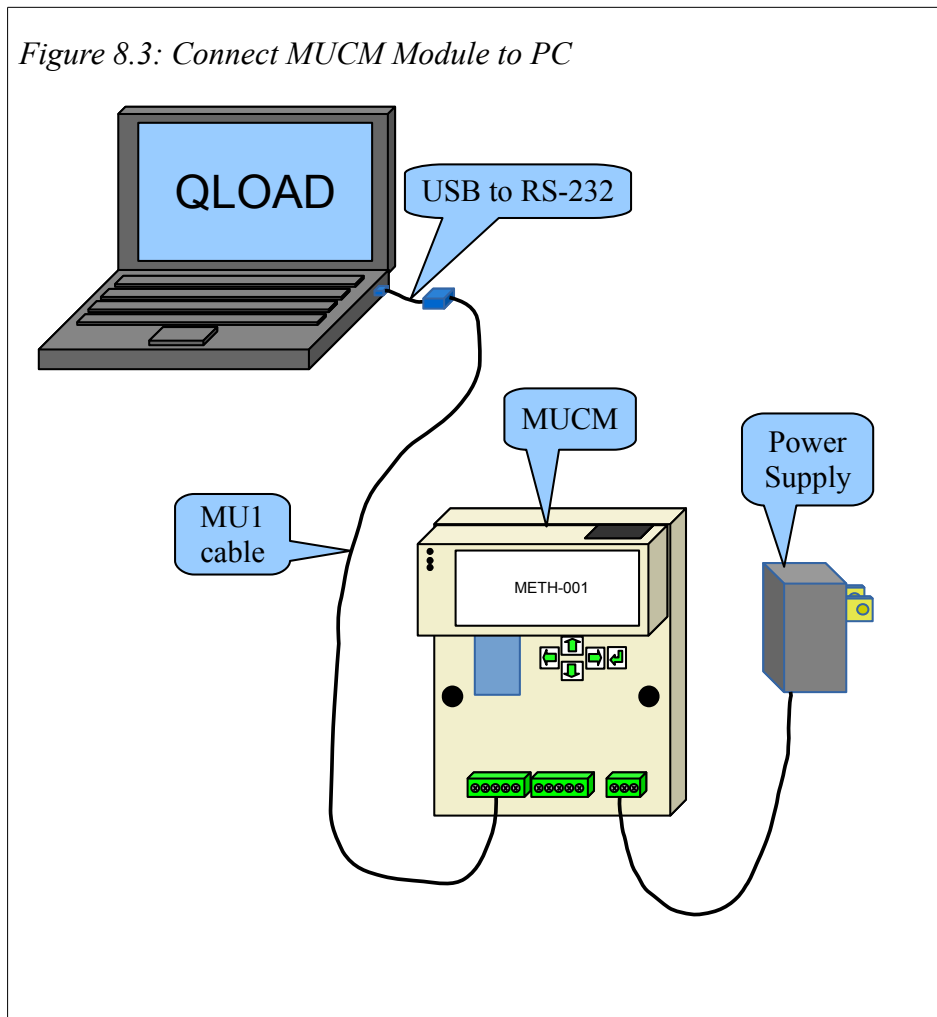 Figure 8.3: Connect MUCM Module to PC
QLOAD
USB to RS-232
MUCM
Power
Supply
MU1
cable
METH-001